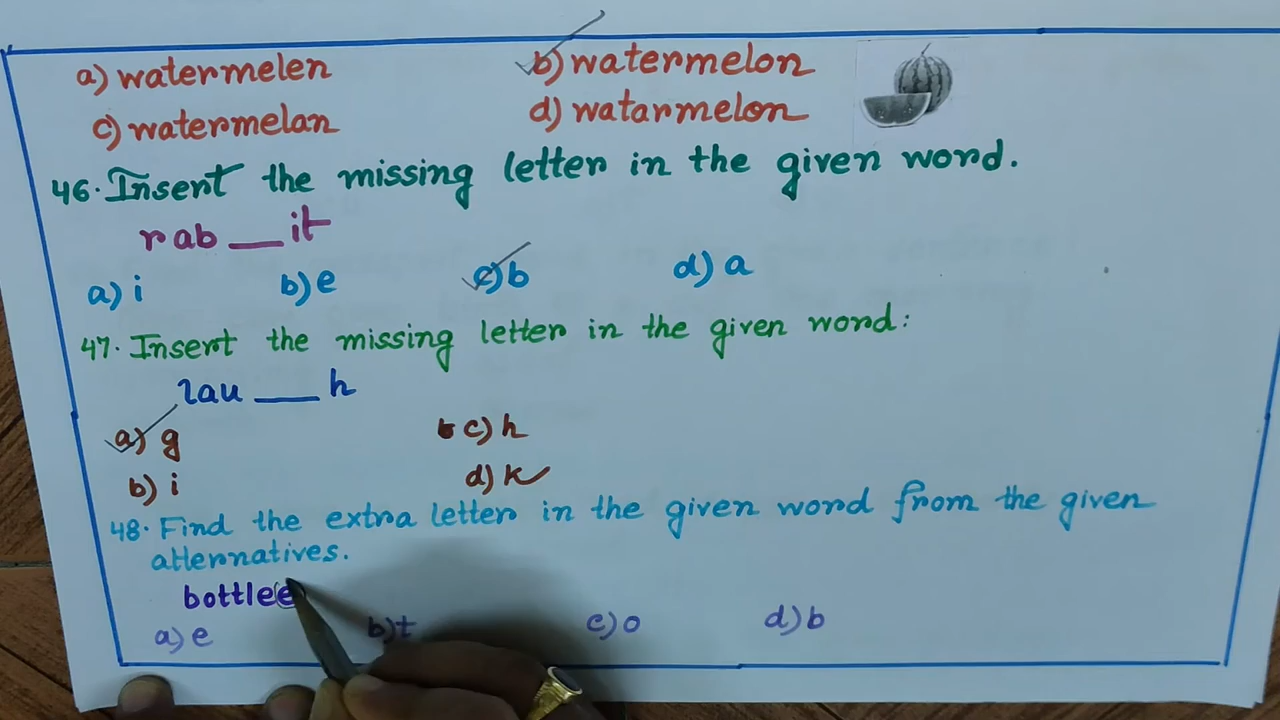 a) watermelen b) watermelon
c) watermelan d) watarmelon
46. Insert the missing letter in the given word.
rab __ it
a) i b) e c) b d) a
47. Insert the missing letter in the given word:
lau __ h
a) g c) h
b) i d) k
48. Find the extra letter in the given word from the given
alternatives.
bottlee
a) e b) t c) o d) b